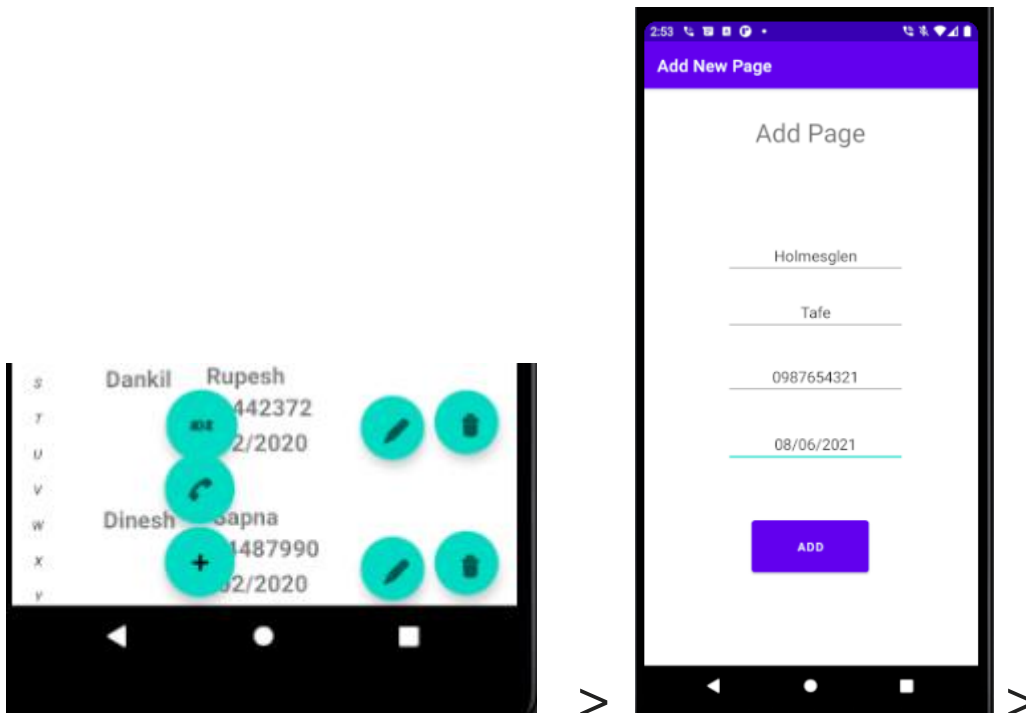 S
Dankil Rupesh
T
442372
U
2/2020
V
W
Dinesh Sapna
X
4487990
Y
02/2020
>
2:53
Add New Page
Add Page
Holmesglen
Tafe
0987654321
08/06/2021
ADD
>